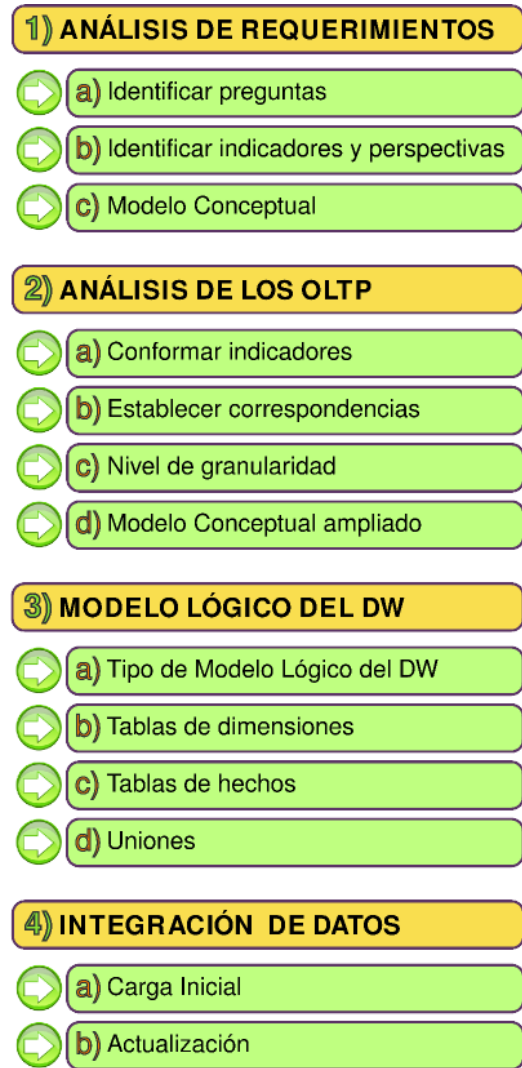 1) ANÁLISIS DE REQUERIMIENTOS
a) Identificar preguntas
b) Identificar indicadores y perspectivas
c) Modelo Conceptual
2) ANÁLISIS DE LOS OLTP
a) Conformar indicadores
b) Establecer correspondencias
c) Nivel de granularidad
d) Modelo Conceptual ampliado
3) MODELO LÓGICO DEL DW
a) Tipo de Modelo Lógico del DW
b) Tablas de dimensiones
c) Tablas de hechos
d) Uniones
4) INTEGRACIÓN DE DATOS
a) Carga Inicial
b) Actualización